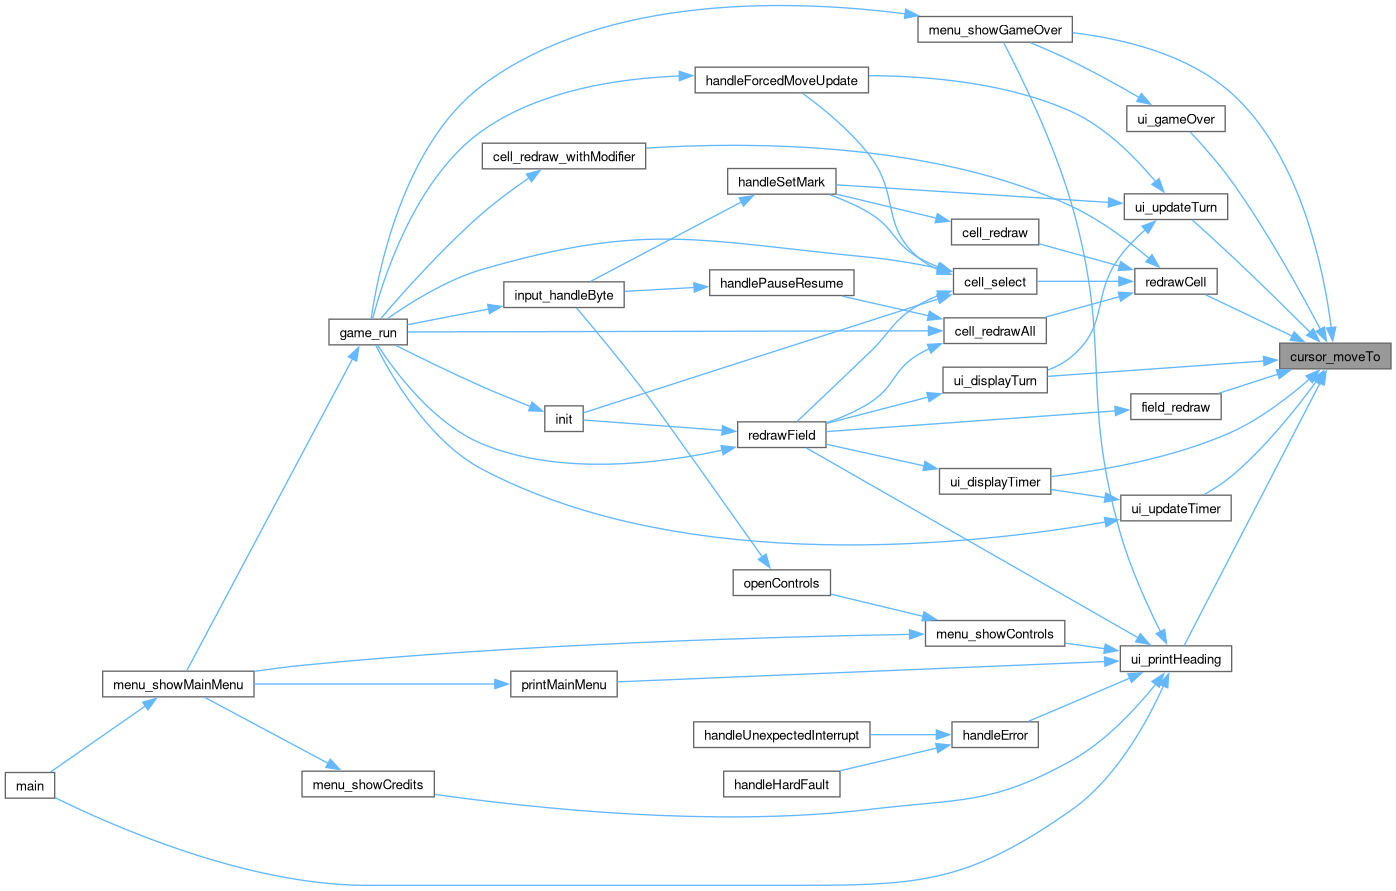 menu_showGameOver
handleForcedMoveUpdate
ui_gameOver
cell_redraw_withModifier
handleSetMark
ui_updateTurn
cell_redraw
handlePauseResume
cell_select
redrawCell
input_handleByte
game_run
cell_redrawAll
cursor_moveTo
ui_displayTurn
field_redraw
init
redrawField
ui_displayTimer
ui_updateTimer
openControls
menu_showControls
ui_printHeading
menu_showMainMenu
printMainMenu
handleUnexpectedInterrupt
handleError
main
menu_showCredits
handleHardFault